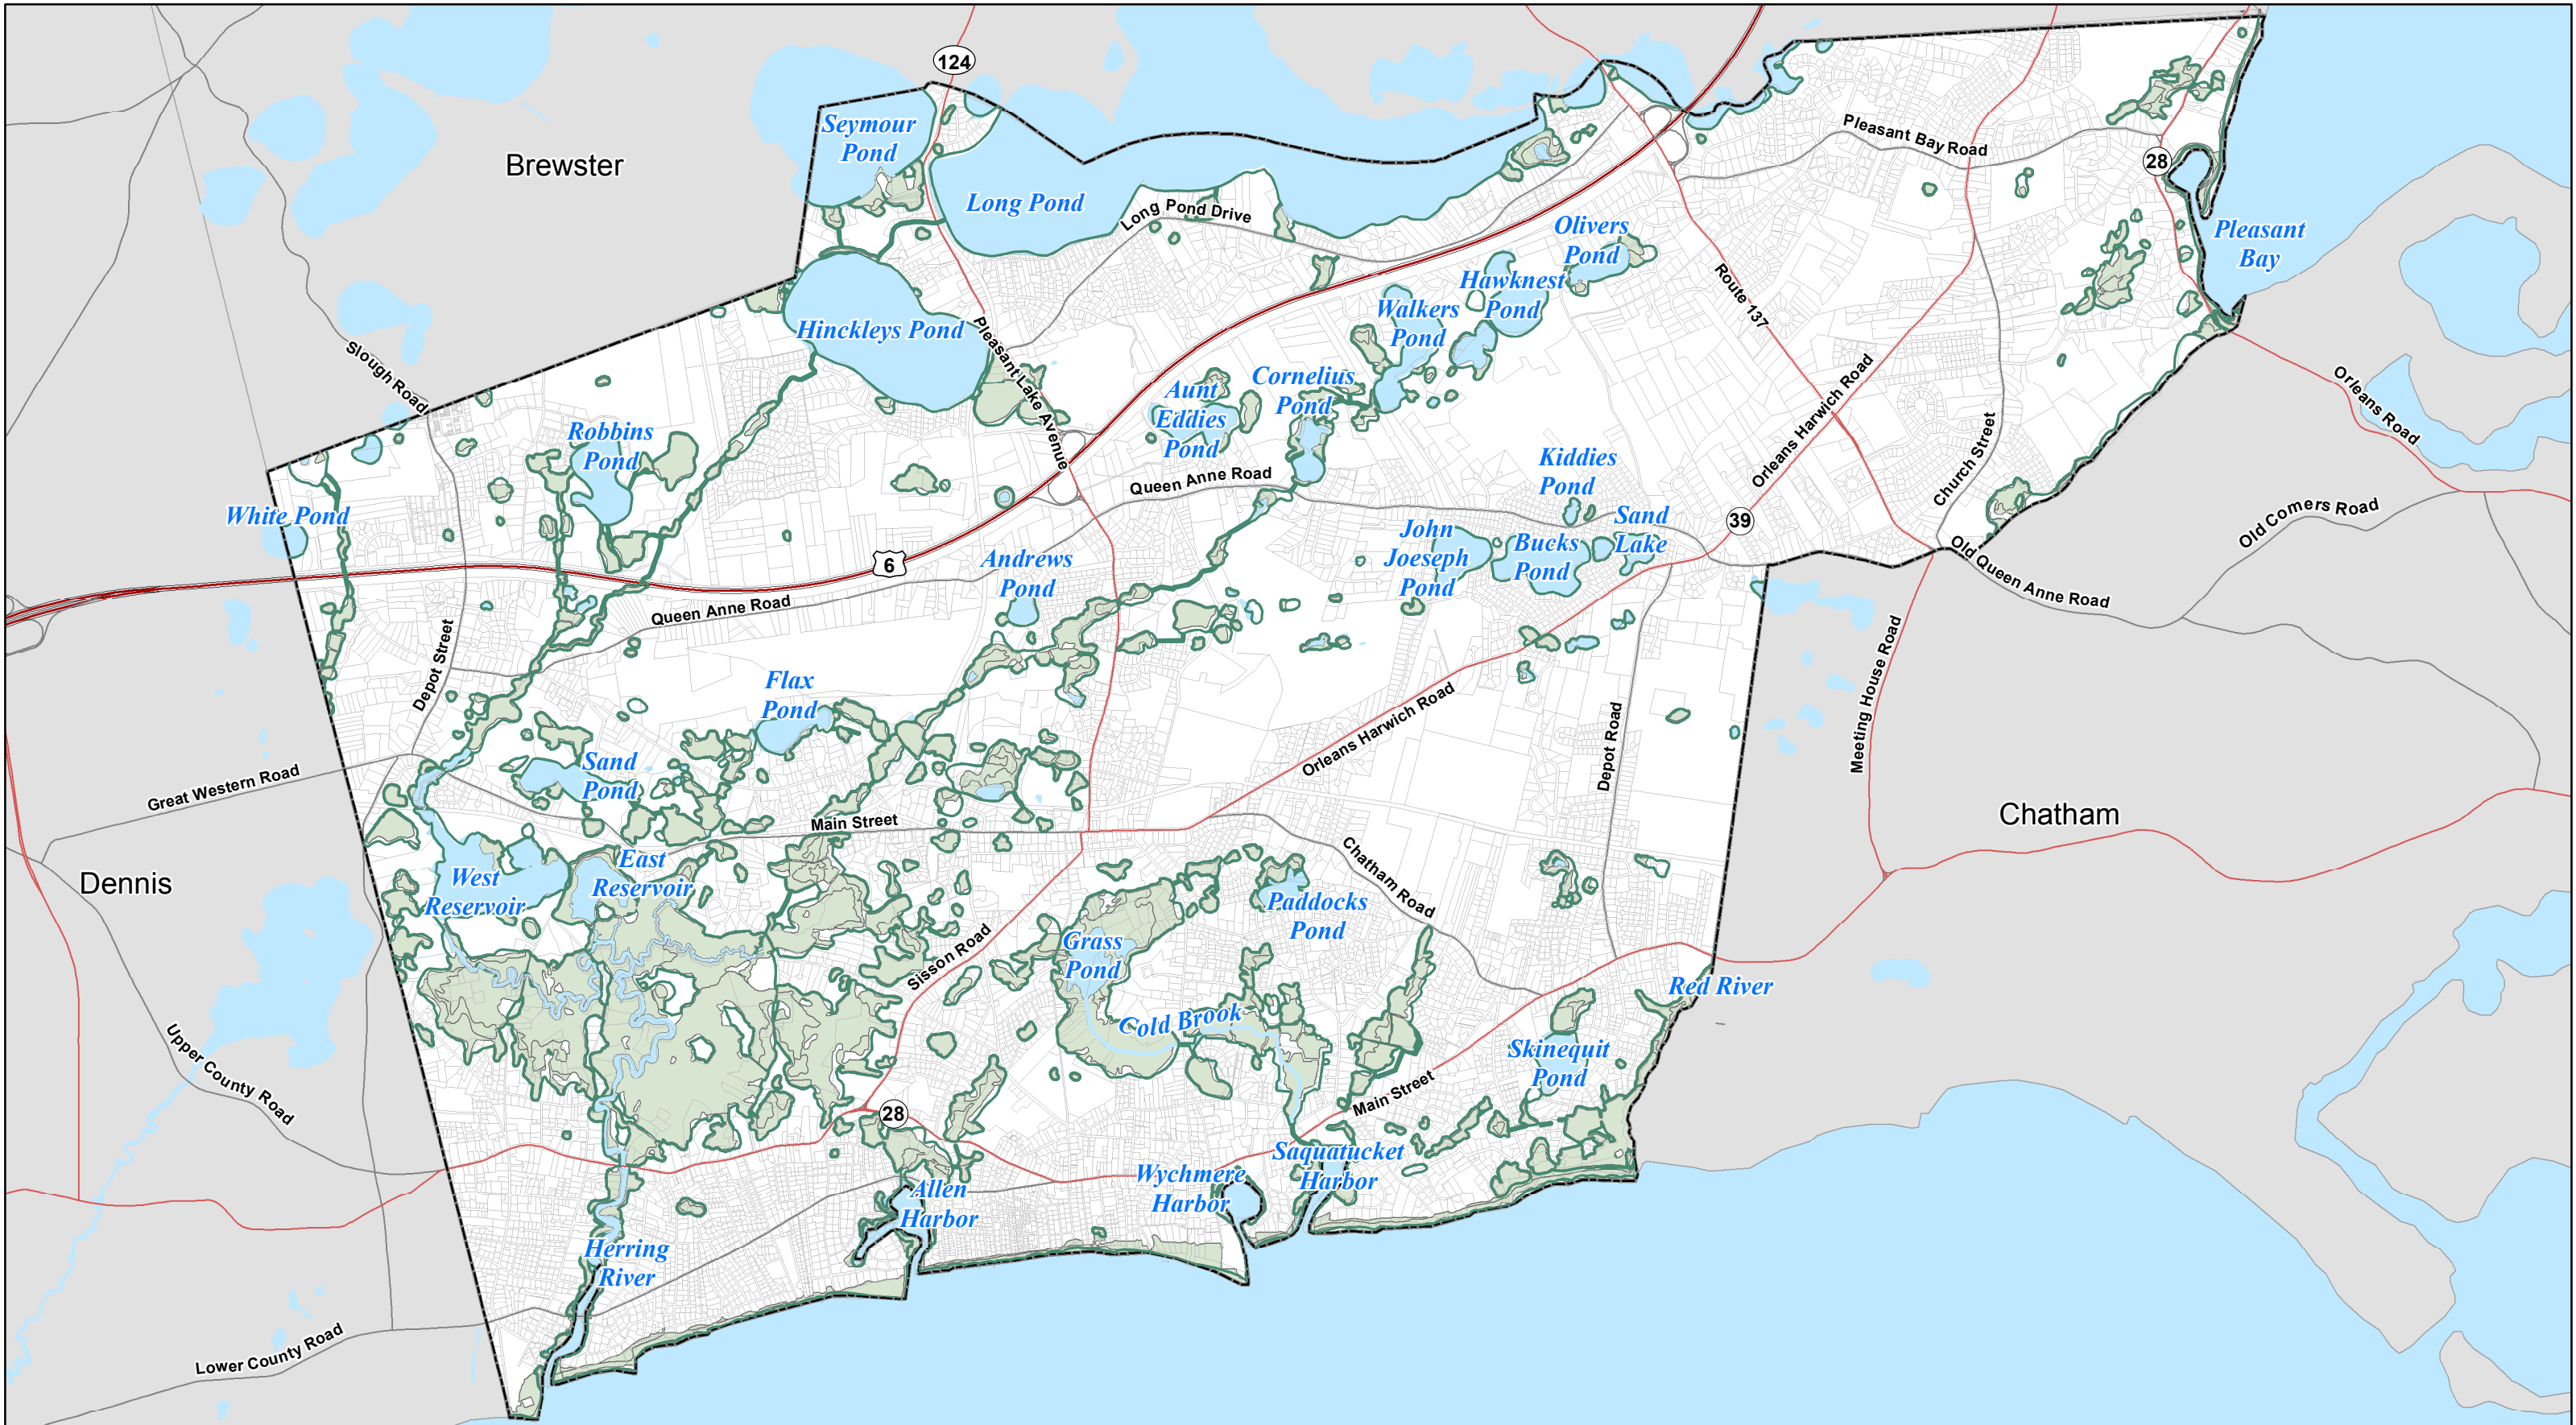 124
Seymour
Pond
Brewster
Pleasant Bay Road
28
Long Pond
Long Pond Drive
Olivers
Pond
Pleasant
Bay
Hawknest
Pond
Route 137
Walkers
Pond
Hinckleys Pond
Pleasant Lake Avenue
Slough Road
Aunt
Eddies
Pond
Cornelius
Pond
Orleans Harwich Road
Orleans Road
Robbins
Pond
Church Street
Kiddies
Pond
Queen Anne Road
White Pond
Sand
Lake
39
Old Comers Road
John
Joeseph
Pond
Bucks
Pond
6
Andrews
Pond
Old Queen Anne Road
Queen Anne Road
Depot Street
Meeting House Road
Flax
Pond
Orleans Harwich Road
Depot Road
Sand
Pond
Great Western Road
Main Street
Chatham
Dennis
West
Reservoir
East
Reservoir
Chatham Road
Paddocks
Pond
Sisson Road
Grass
Pond
Red River
Cold Brook
Upper County Road
Skinequit
Pond
Main Street
28
Saquatucket
Harbor
Wychmere
Harbor
Allen
Harbor
Herring
River
Lower County Road